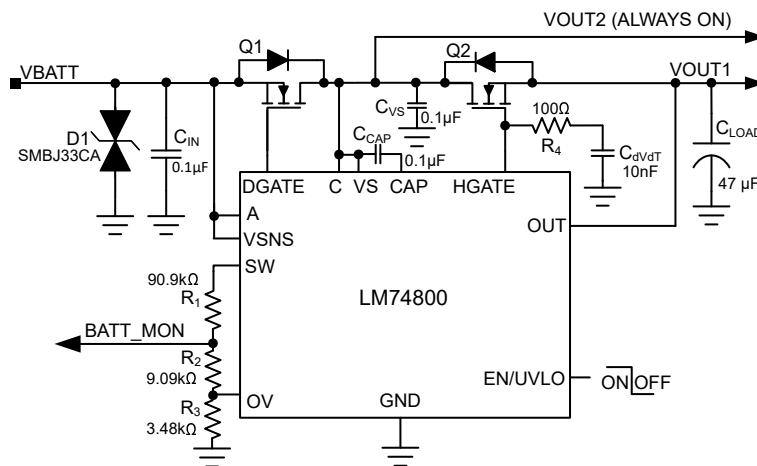 VOUT2 (ALWAYS ON)
Q1
Q2
VBATT
VOUT1
D1
SMBJ33CA
CIN
0.1µF
CVS
0.1µF
CCAP
0.1µF
100Ω
R4
CdVdT
10nF
CLOAD
47 µF
DGATE
C
VS
CAP
HGATE
A
VSNS
SW
OUT
LM74800
90.9kΩ
R1
BATT_MON
R2
9.09kΩ
R3
3.48kΩ
OV
GND
EN/UVLO
ON
OFF